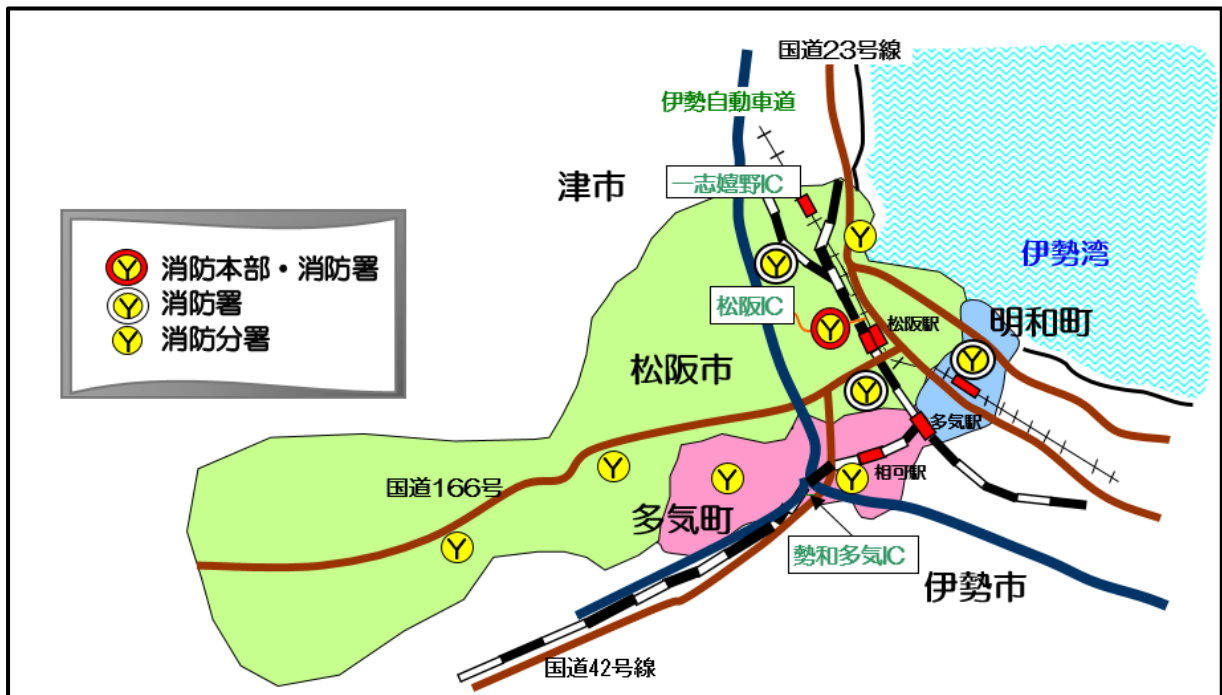 国道23号線
伊勢自動車道
津市
一志嬉野IC
伊勢湾
消防本部・消防署
消防署
消防分署
松阪IC
松阪駅
明和町
松阪市
多気駅
相可駅
国道166号
多気町
勢和多気IC
伊勢市
国道42号線